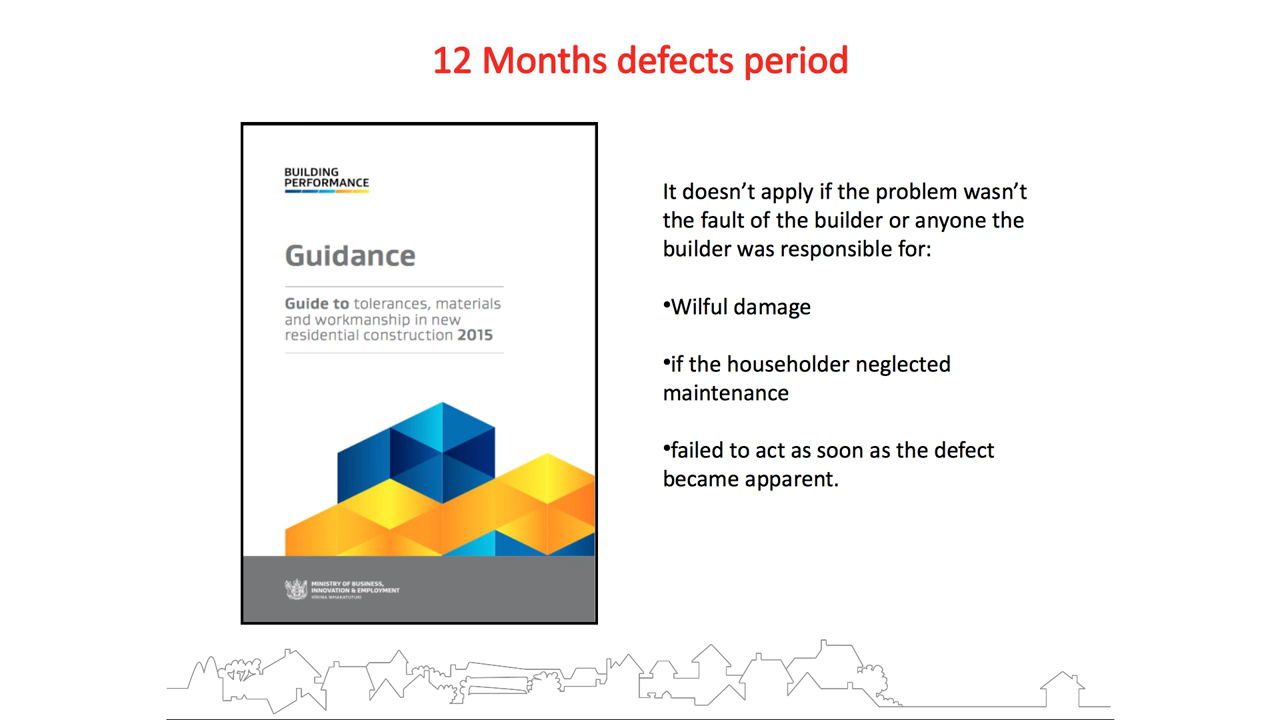 12 Months defects period
BUILDING
PERFORMANCE
Guidance
Guide to tolerances, materials
and workmanship in new
residential construction 2015
MINISTRY OF BUSINESS,
INNOVATION & EMPLOYMENT
HĪKINA WHAKATUTUKI
It doesn’t apply if the problem wasn’t
the fault of the builder or anyone the
builder was responsible for:
•Wilful damage
•if the householder neglected
maintenance
•failed to act as soon as the defect
became apparent.